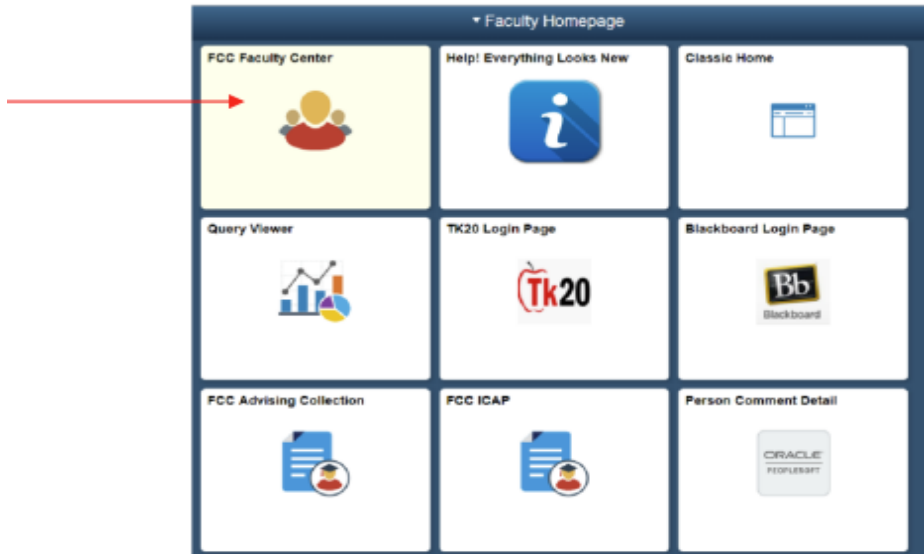 Faculty Homepage
FCC Faculty Center
Help! Everything Looks New
Classic Home
i
Query Viewer
TK20 Login Page
Blackboard Login Page
Tk20
Bb
Blackboard
FCC Advising Collection
FCC ICAP
Person Comment Detail
ORACLE
PEOPLESOFT